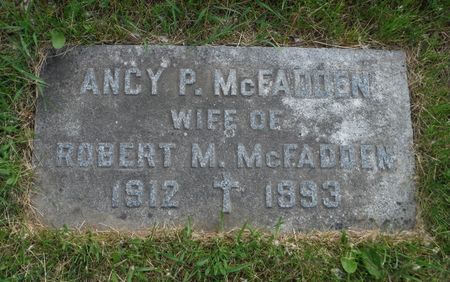 ANCY P. McFADDEN
WIFE OF
ROBERT M. McFADDEN
1912 ✝ 1993